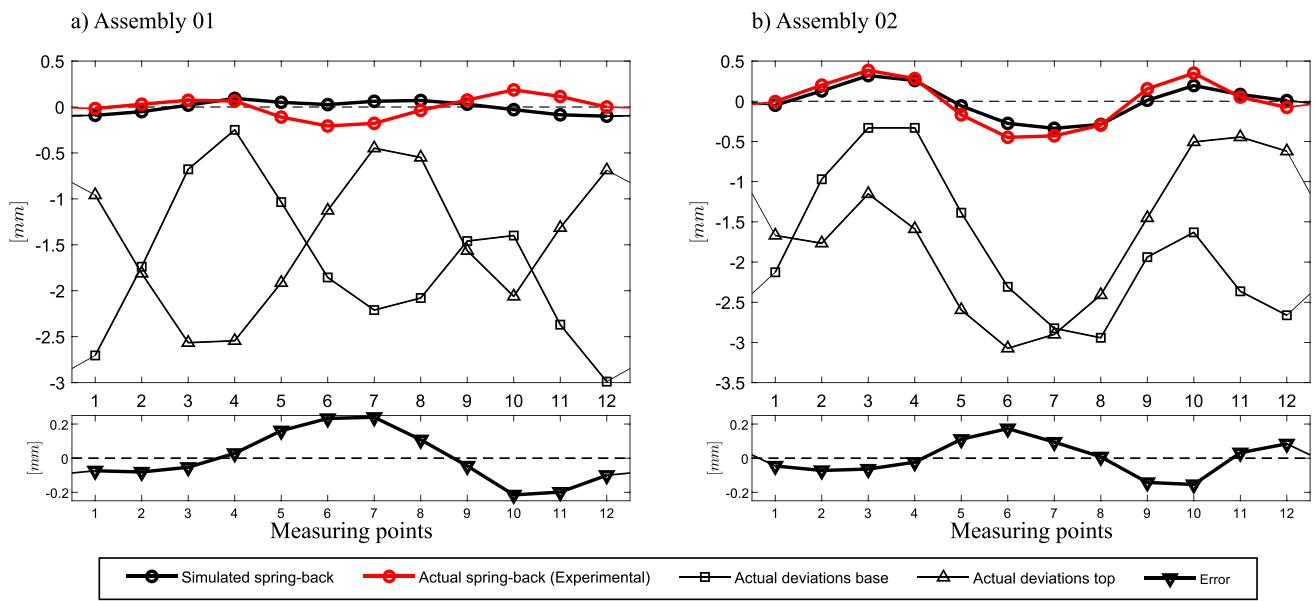 a) Assembly 01
0.5
0
-0.5
-1
-1.5
-2
-2.5
-3
[mm]
1 2 3 4 5 6 7 8 9 10 11 12
0.2
0
-0.2
[mm]
1 2 3 4 5 6 7 8 9 10 11 12
Measuring points
b) Assembly 02
0.5
0
-0.5
-1
-1.5
-2
-2.5
-3
-3.5
[mm]
1 2 3 4 5 6 7 8 9 10 11 12
0.2
0
-0.2
[mm]
1 2 3 4 5 6 7 8 9 10 11 12
Measuring points
Simulated spring-back Actual spring-back (Experimental) Actual deviations base Actual deviations top Error